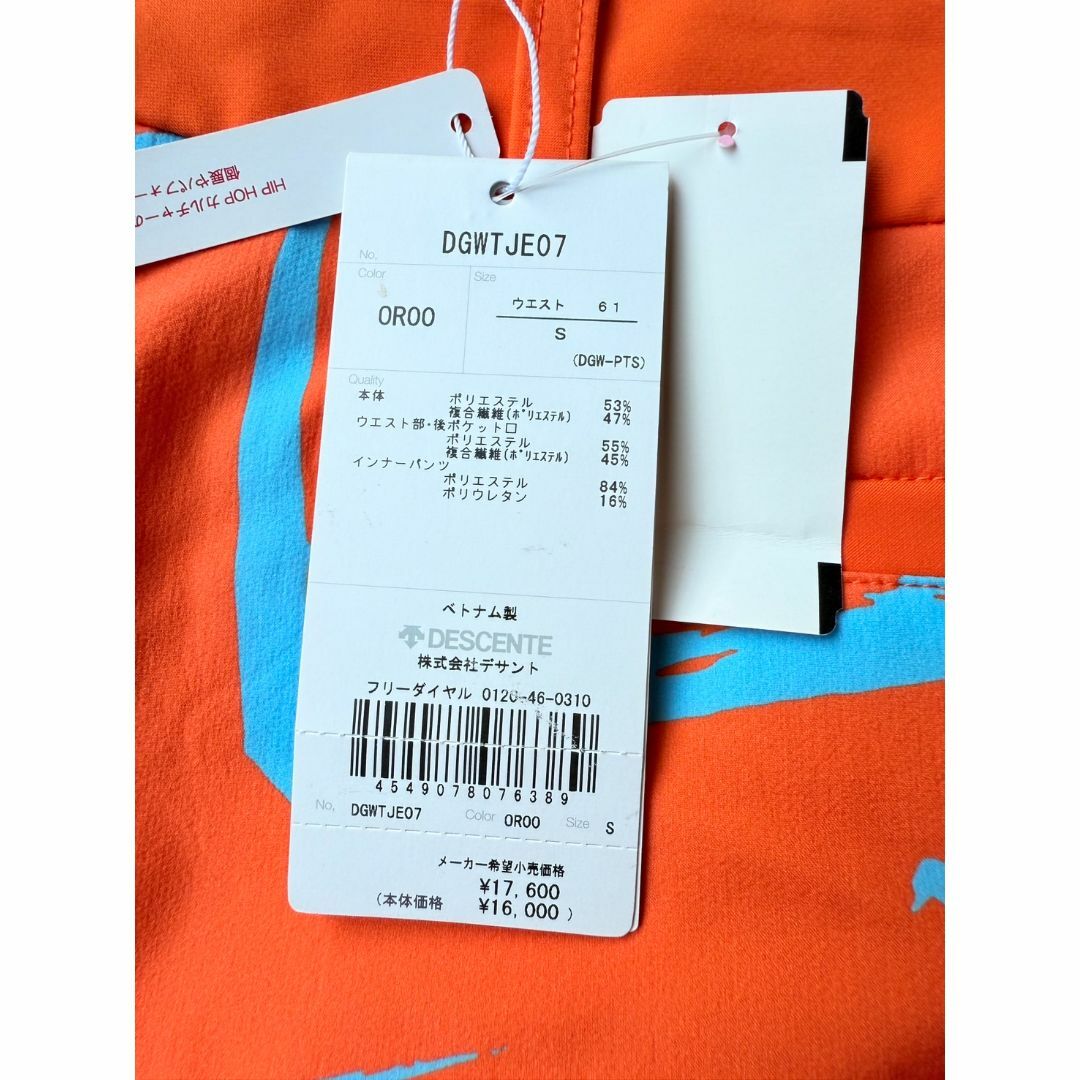 HIP HOP カルチャーの
個展やパフォー
No. DGWTJE07
Color
OR00
Size
ウエスト 61
S
(DGW-PTS)
Quality
本体 ポリエステル 53%
複合繊維(ﾎﾟﾘｴｽﾃﾙ) 47%
ウエスト部・後ポケット口
ポリエステル 55%
複合繊維(ﾎﾟﾘｴｽﾃﾙ) 45%
インナーパンツ
ポリエステル 84%
ポリウレタン 16%
ベトナム製
DESCENTE
株式会社デサント
フリーダイヤル 0120-46-0310
4549078076389
No. DGWTJE07 Color OR00 Size S
メーカー希望小売価格
¥17,600
(本体価格 ¥16,000)